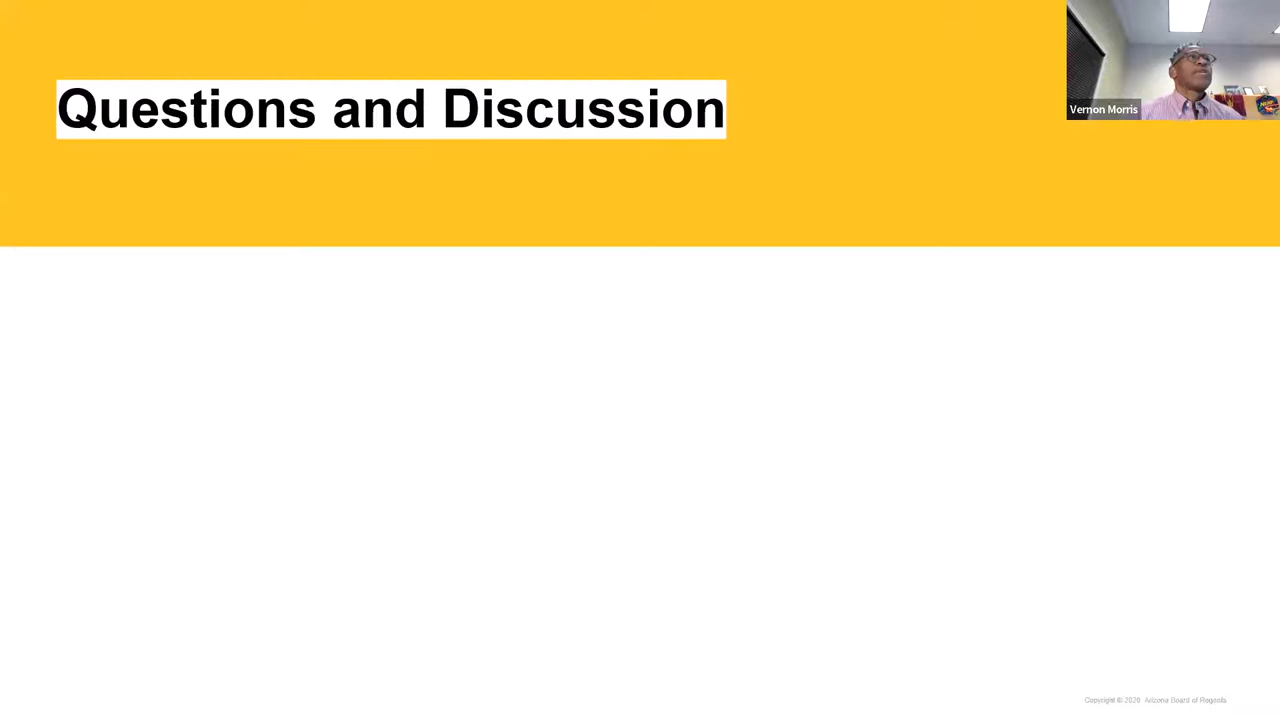 Questions and Discussion
Vernon Morris
Copyright © 2020 Arizona Board of Regents